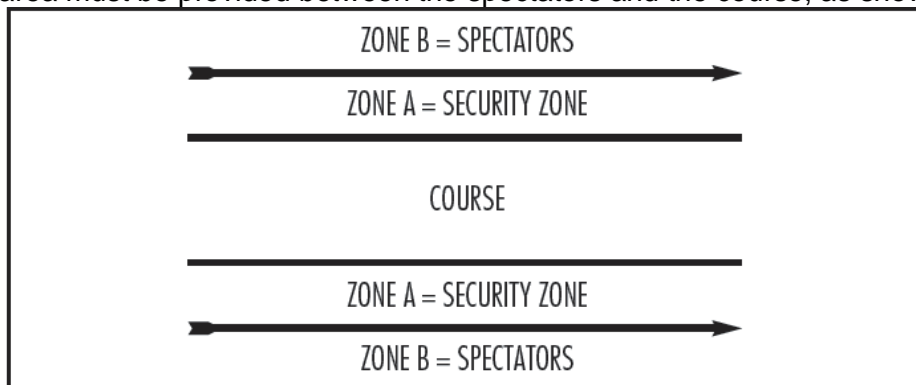 area must be provided between the spectators and the course, as
ZONE B = SPECTATORS
ZONE A = SECURITY ZONE
COURSE
ZONE A = SECURITY ZONE
ZONE B = SPECTATORS